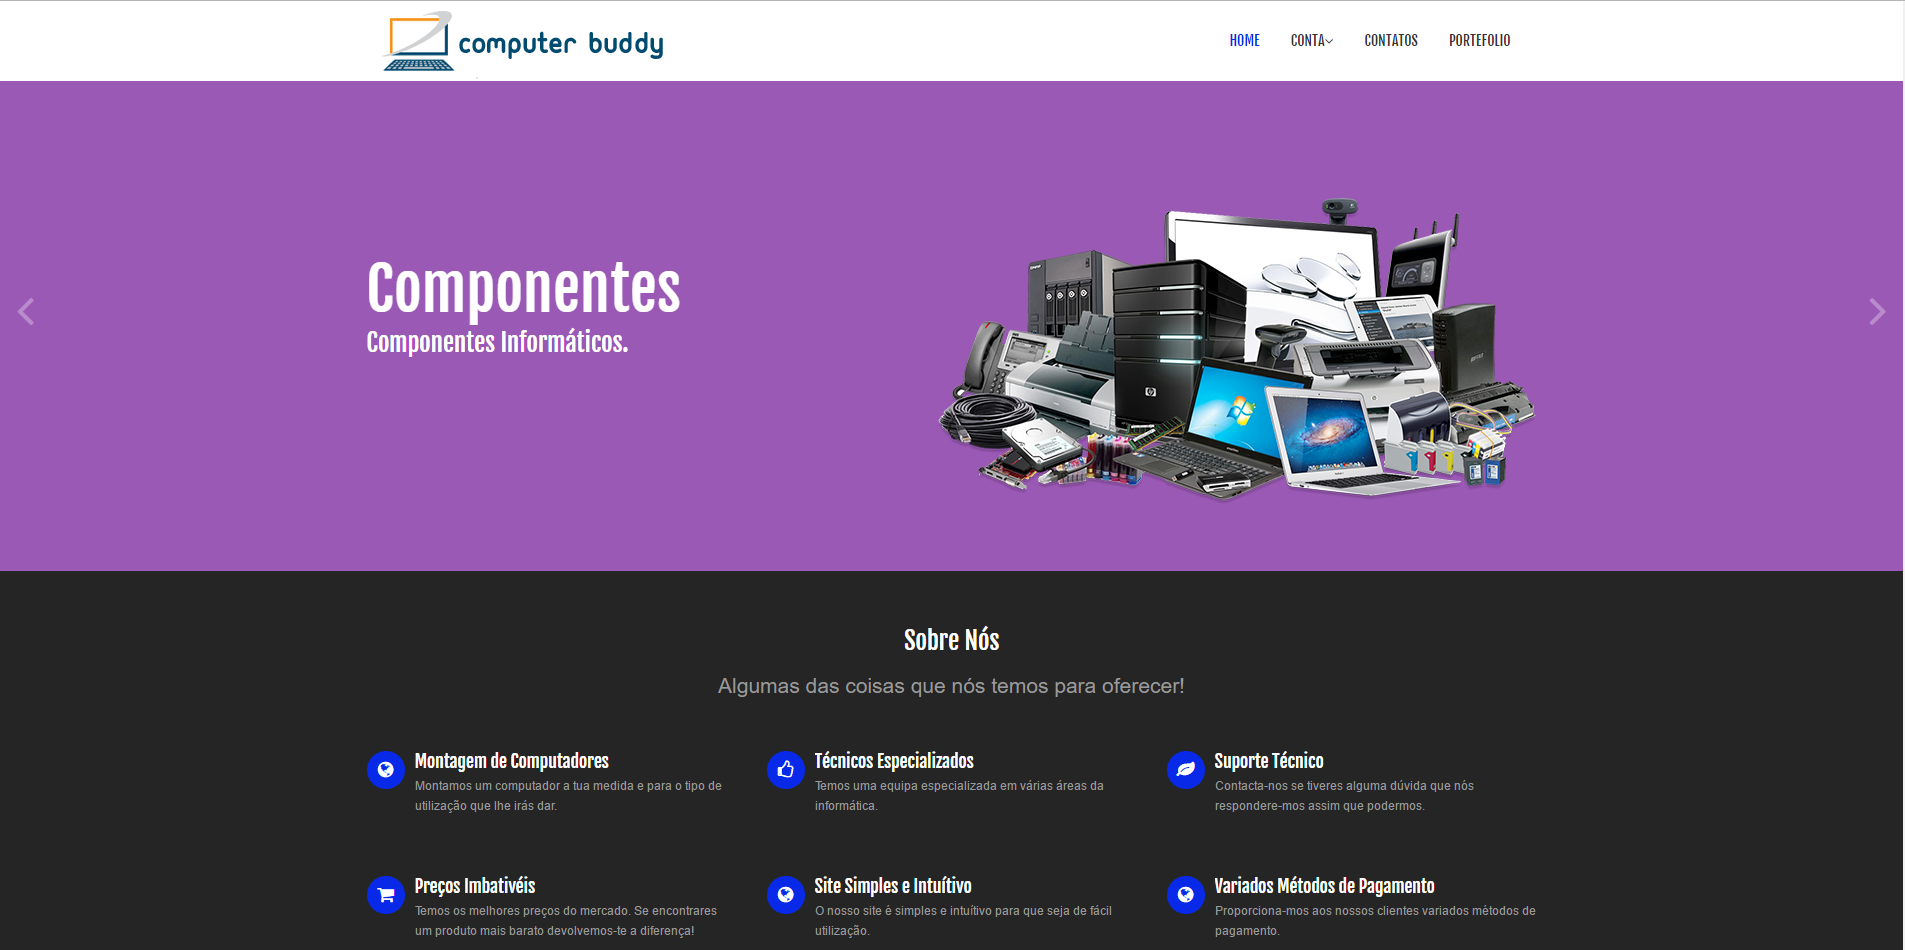 computer buddy
HOME CONTA CONTATOS PORTEFOLIO
Componentes
Componentes Informáticos.
Sobre Nós
Algumas das coisas que nós temos para oferecer!
Montagem de Computadores
Montamos um computador a tua medida e para o tipo de
utilização que lhe irás dar.
Técnicos Especializados
Temos uma equipa especializada em várias áreas da
informática.
Suporte Técnico
Contacta-nos se tiveres alguma dúvida que nós
respondere-mos assim que podermos.
Preços Imbativéis
Temos os melhores preços do mercado. Se encontrares
um produto mais barato devolvemos-te a diferença!
Site Simples e Intuítivo
O nosso site é simples e intuítivo para que seja de fácil
utilização.
Variados Métodos de Pagamento
Proporciona-mos aos nossos clientes variados métodos de
pagamento.